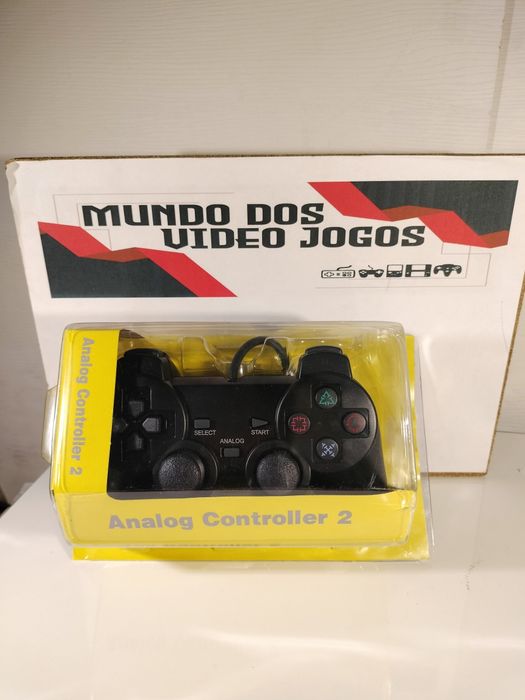 MUNDO DOS
VIDEO JOGOS
Analog Controller 2
SELECT
START
ANALOG
Analog Controller 2